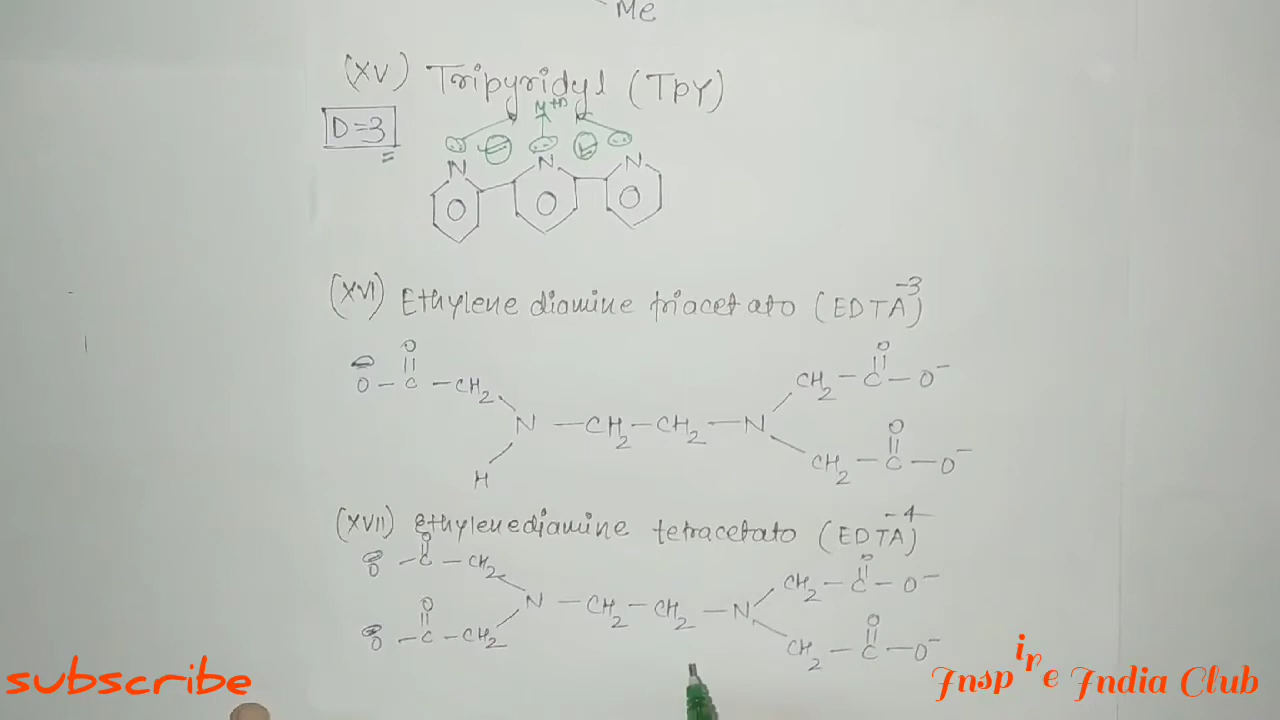 Me
(XV) Tripyridyl (TPY)
D=3
M+n
N N N
(XVI) Ethylene diamine triacetato (EDTA)-3
O O
⊖
O - C - CH2 CH2 - C - O-
N - CH2 - CH2 - N O
H CH2 - C - O-
(XVII) Ethylenediamine tetracetato (EDTA)-4
O O
O - C - CH2 CH2 - C - O-
N - CH2 - CH2 - N
O O
O - C - CH2 CH2 - C - O-
subscribe
Inspire India Club